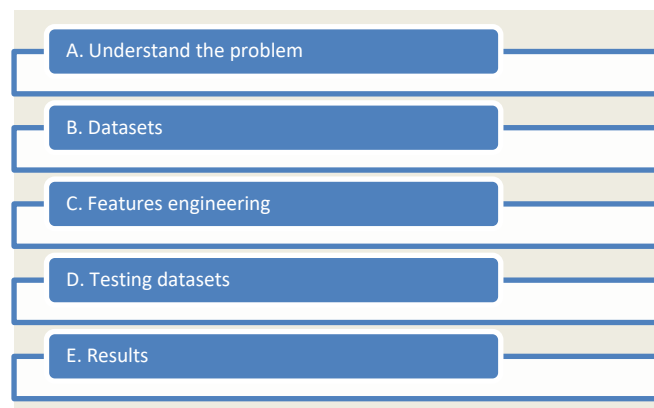 A. Understand the problem
B. Datasets
C. Features engineering
D. Testing datasets
E. Results